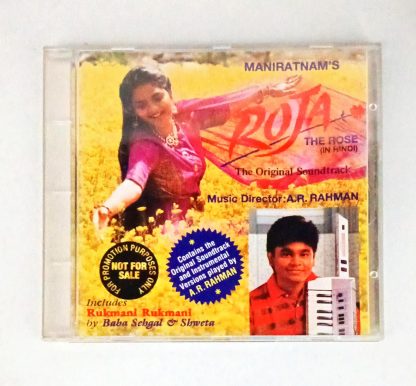 MANIRATNAM'S
ROJA
THE ROSE
(IN HINDI)
The Original Soundtrack
Music Director:A.R. RAHMAN
FOR PROMOTION PURPOSES ONLY
NOT FOR
SALE
Contains the
Original Soundtrack
and Instrumental
Versions played by
A.R. RAHMAN
Includes
Rukmani Rukmani
by Baba Sehgal & Shweta